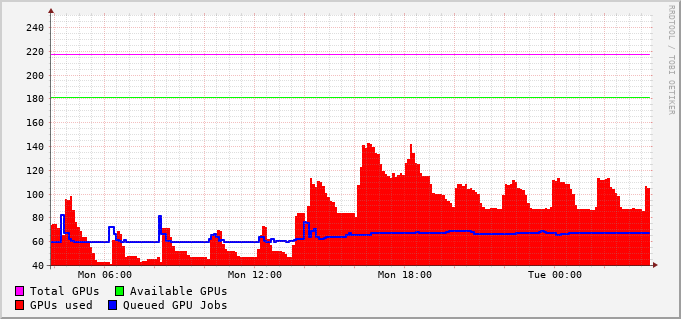 240
220
200
180
160
140
120
100
80
60
40
Mon 06:00 Mon 12:00 Mon 18:00 Tue 00:00
Total GPUs Available GPUs
GPUs used Queued GPU Jobs
RRDTOOL / TOBI OETIKER